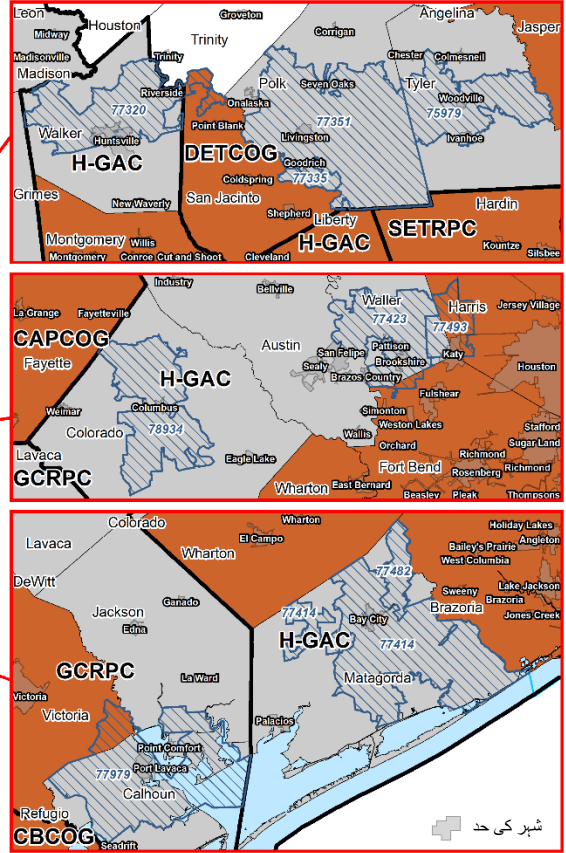 Leon
Midway
Houston
Groveton
Angelina
Jasper
Corrigan
Trinity
Madisonville
Madison
Trinity
Chester
Colmesneil
Riverside
Polk
Seven Oaks
Tyler
77320
Onalaska
Woodville
77351
75979
Walker
Point Blank
Huntsville
Livingston
Ivanhoe
H-GAC
DETCOG
Goodrich
Coldspring
77335
Grimes
New Waverly
San Jacinto
Hardin
Shepherd
Liberty
SETRPC
Montgomery
Willis
H-GAC
Kountze
Montgomery
Conroe
Cut and Shoot
Cleveland
Silsbee
Industry
Bellville
Waller
Harris
Jersey Village
La Grange
Fayetteville
77423
77493
CAPCOG
Austin
Pattison
Fayette
San Felipe
Brookshire
Katy
Houston
H-GAC
Sealy
Brazos Country
Fulshear
Weimar
Columbus
Simonton
Weston Lakes
Stafford
Colorado
78934
Wallis
Orchard
Sugar Land
Lavaca
Eagle Lake
Richmond
Fort Bend
Rosenberg
Richmond
GCRPC
Wharton
East Bernard
Beasley
Pleak
Thompsons
Colorado
Wharton
Holiday Lakes
Lavaca
El Campo
Angleton
Bailey's Prairie
Wharton
West Columbia
DeWitt
77482
Sweeny
Lake Jackson
Jackson
Ganado
77414
Brazoria
Brazoria
Edna
Bay City
Jones Creek
H-GAC
77414
GCRPC
La Ward
Matagorda
Victoria
Victoria
Palacios
Point Comfort
77979
Port Lavaca
Calhoun
Refugio
CBCOG
Seadrift
شہر کی حد